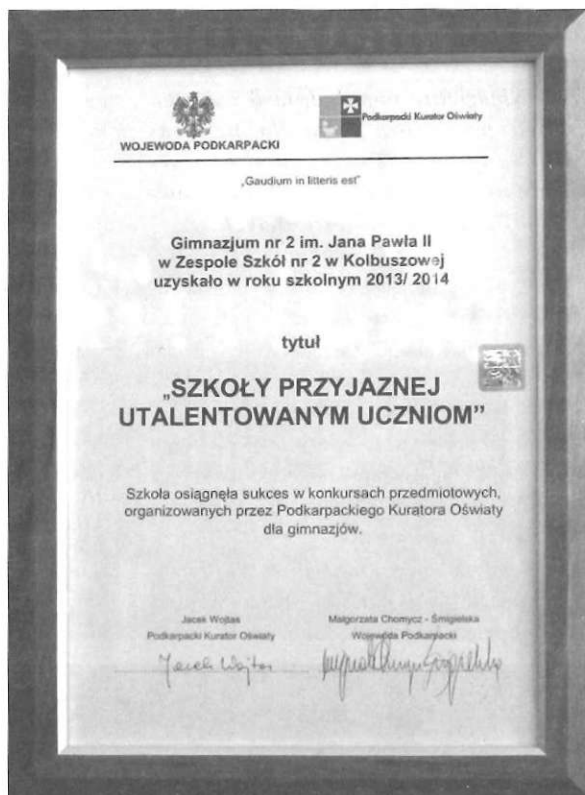 WOJEWODA PODKARPACKI
Podkarpacki Kurator Oświaty
„Gaudium in litteris est”
Gimnazjum nr 2 im. Jana Pawła II
w Zespole Szkół nr 2 w Kolbuszowej
uzyskało w roku szkolnym 2013/ 2014
tytuł
„SZKOŁY PRZYJAZNEJ
UTALENTOWANYM UCZNIOM”
Szkoła osiągnęła sukces w konkursach przedmiotowych,
organizowanych przez Podkarpackiego Kuratora Oświaty
dla gimnazjów.
Jacek Wojtas
Podkarpacki Kurator Oświaty
Jacek Wojtas
Małgorzata Chomycz - Śmigielska
Wojewoda Podkarpacki